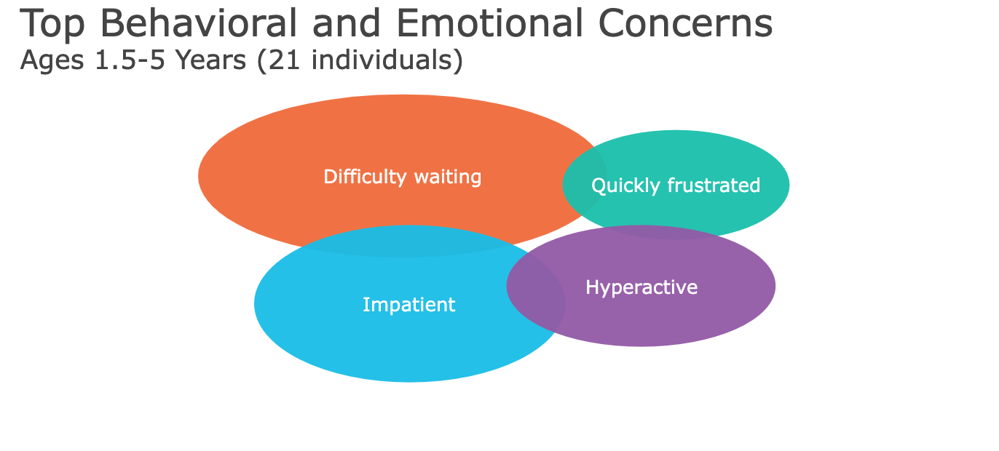 Top Behavioral and Emotional Concerns
Ages 1.5-5 Years (21 individuals)
Difficulty waiting
Quickly frustrated
Impatient
Hyperactive